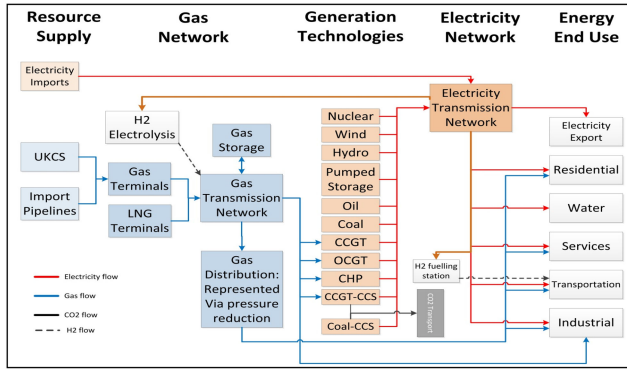 Resource
Supply
Gas
Network
Generation
Technologies
Electricity
Network
Energy
End Use
Electricity
Imports
H2
Electrolysis
Gas
Storage
UKCS
Import
Pipelines
Gas
Terminals
LNG
Terminals
Gas
Transmission
Network
Gas
Distribution:
Represented
Via pressure
reduction
Nuclear
Wind
Hydro
Pumped
Storage
Oil
Coal
CCGT
OCGT
CHP
CCGT-CCS
Coal-CCS
CO2 Transport
Electricity
Transmission
Network
H2 fuelling
station
Electricity
Export
Residential
Water
Services
Transportation
Industrial
Electricity flow
Gas flow
CO2 flow
H2 flow